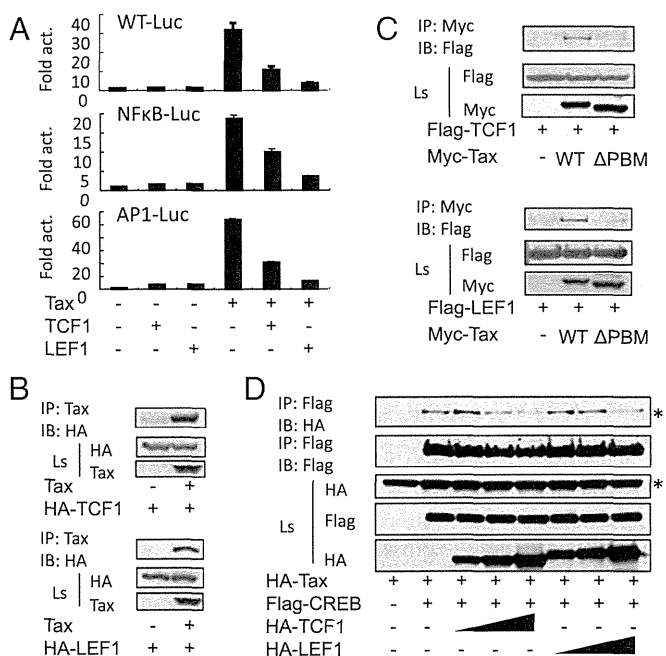 A
WT-Luc
Fold act.
40
30
20
10
0
NFκB-Luc
Fold act.
25
20
15
10
5
0
AP1-Luc
Fold act.
60
40
20
0
Tax - - - + + +
TCF1 - + - - + -
LEF1 - - + - - +
B
IP: Tax
IB: HA
Ls
HA
Tax
Tax - +
HA-TCF1 + +
IP: Tax
IB: HA
Ls
HA
Tax
Tax - +
HA-LEF1 + +
C
IP: Myc
IB: Flag
Ls
Flag
Myc
Flag-TCF1 + + +
Myc-Tax - WT ΔPBM
IP: Myc
IB: Flag
Ls
Flag
Myc
Flag-LEF1 + + +
Myc-Tax - WT ΔPBM
D
IP: Flag
IB: HA
*
IP: Flag
IB: Flag
Ls
HA
*
Flag
HA
HA-Tax + + + + + + + +
Flag-CREB - + + + + + + +
HA-TCF1 - - - - -
HA-LEF1 - - - - -